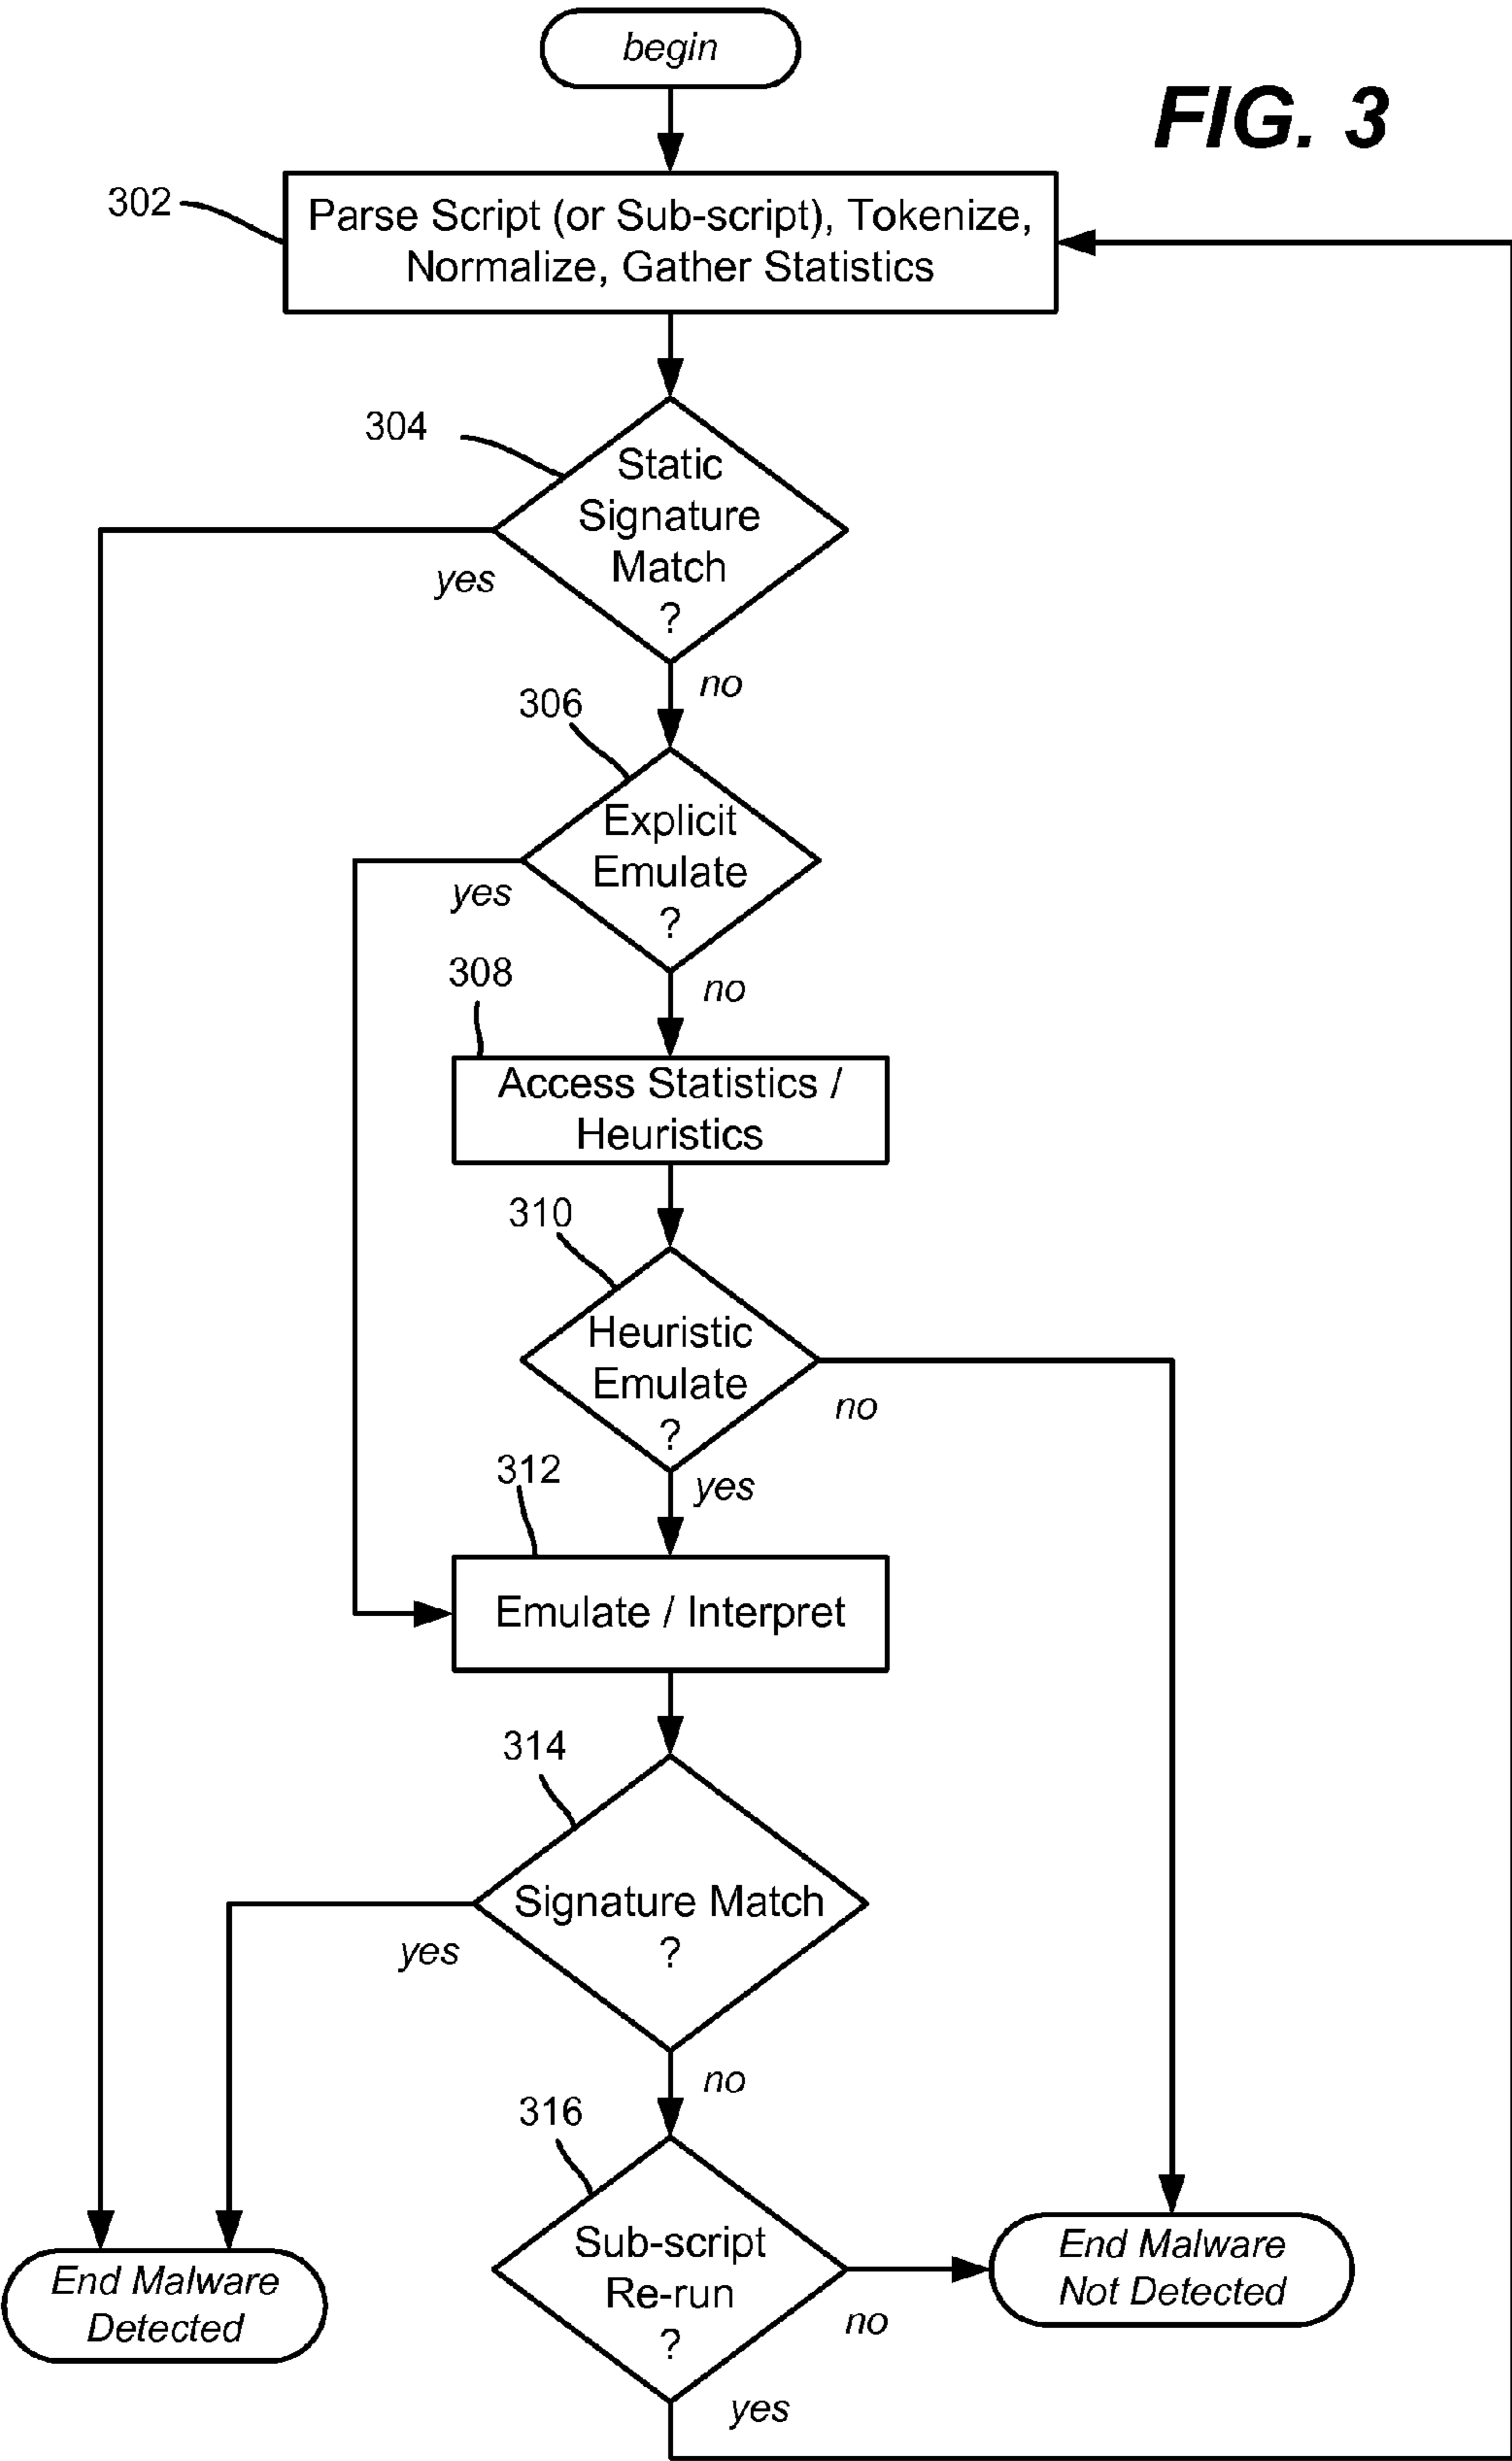 begin
FIG. 3
302
Parse Script (or Sub-script), Tokenize,
Normalize, Gather Statistics
304
Static
Signature
Match
?
yes
no
306
Explicit
Emulate
?
yes
no
308
Access Statistics /
Heuristics
310
Heuristic
Emulate
?
no
yes
312
Emulate / Interpret
314
Signature Match
?
yes
no
316
Sub-script
Re-run
?
no
yes
End Malware
Detected
End Malware
Not Detected